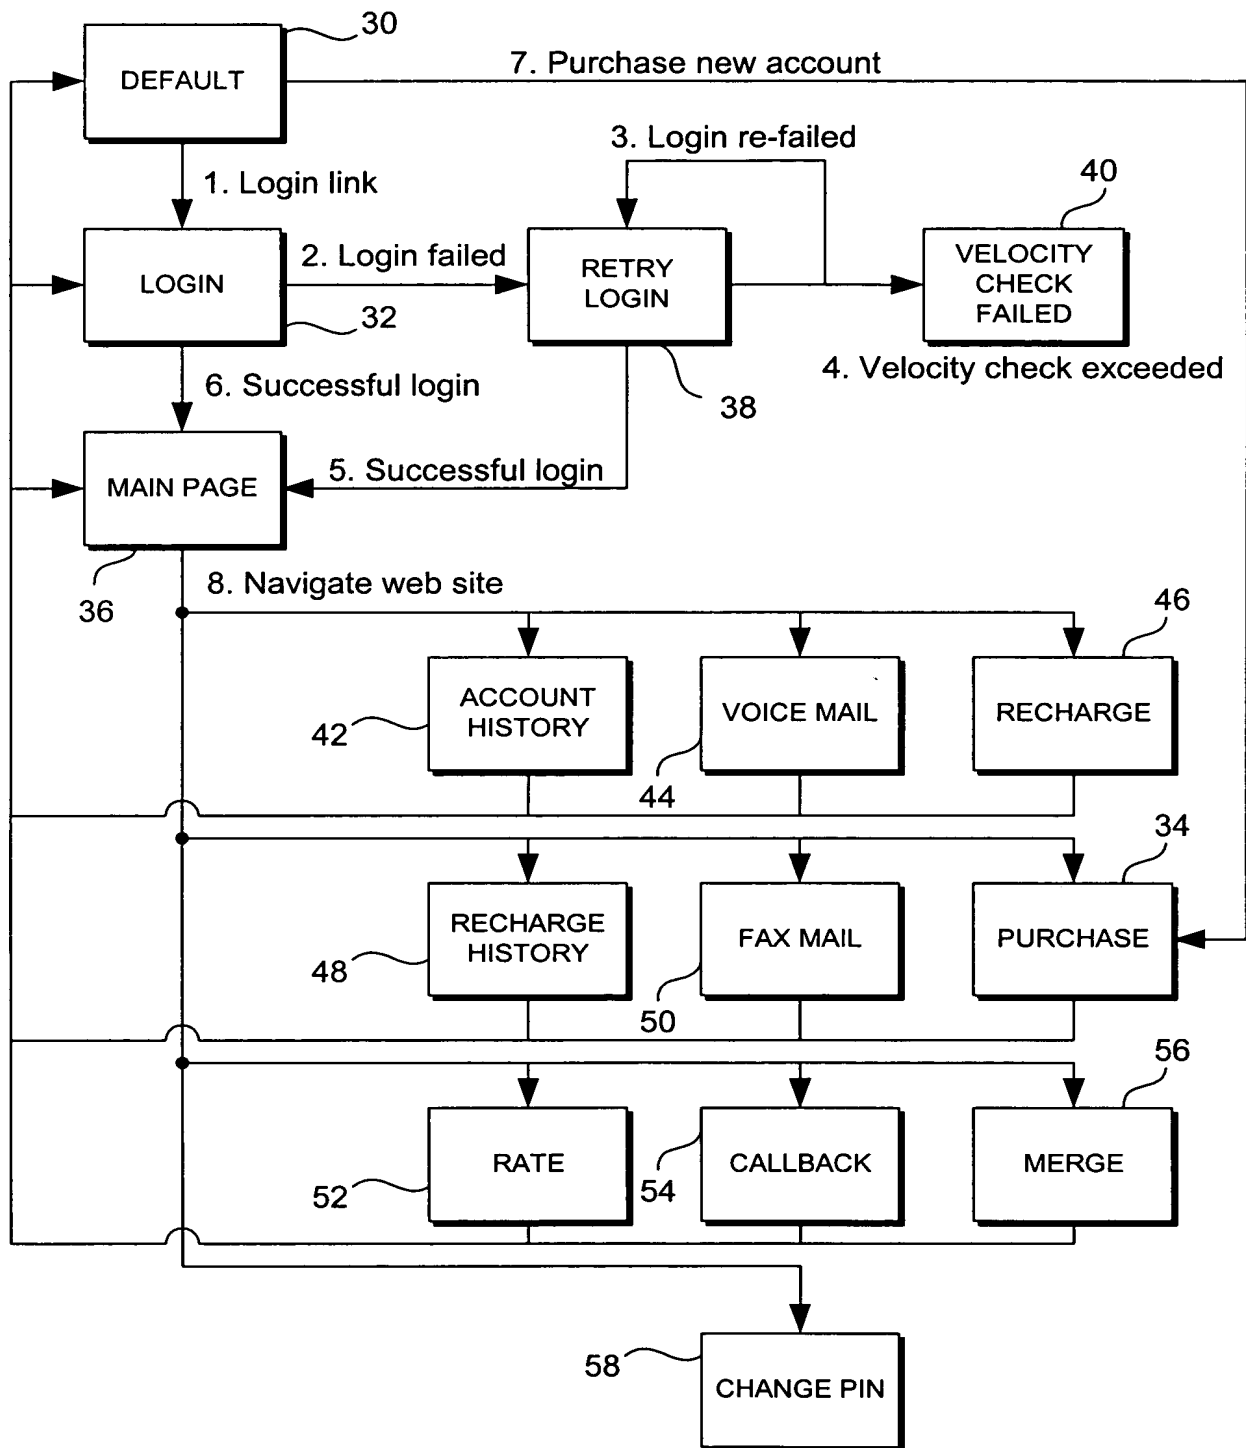 30
DEFAULT
7. Purchase new account
3. Login re-failed
1. Login link
40
LOGIN
2. Login failed
RETRY
LOGIN
VELOCITY
CHECK
FAILED
32
6. Successful login
4. Velocity check exceeded
38
MAIN PAGE
5. Successful login
36
8. Navigate web site
46
ACCOUNT
HISTORY
VOICE MAIL
RECHARGE
42
44
34
RECHARGE
HISTORY
FAX MAIL
PURCHASE
48
50
56
RATE
CALLBACK
MERGE
52
54
58
CHANGE PIN